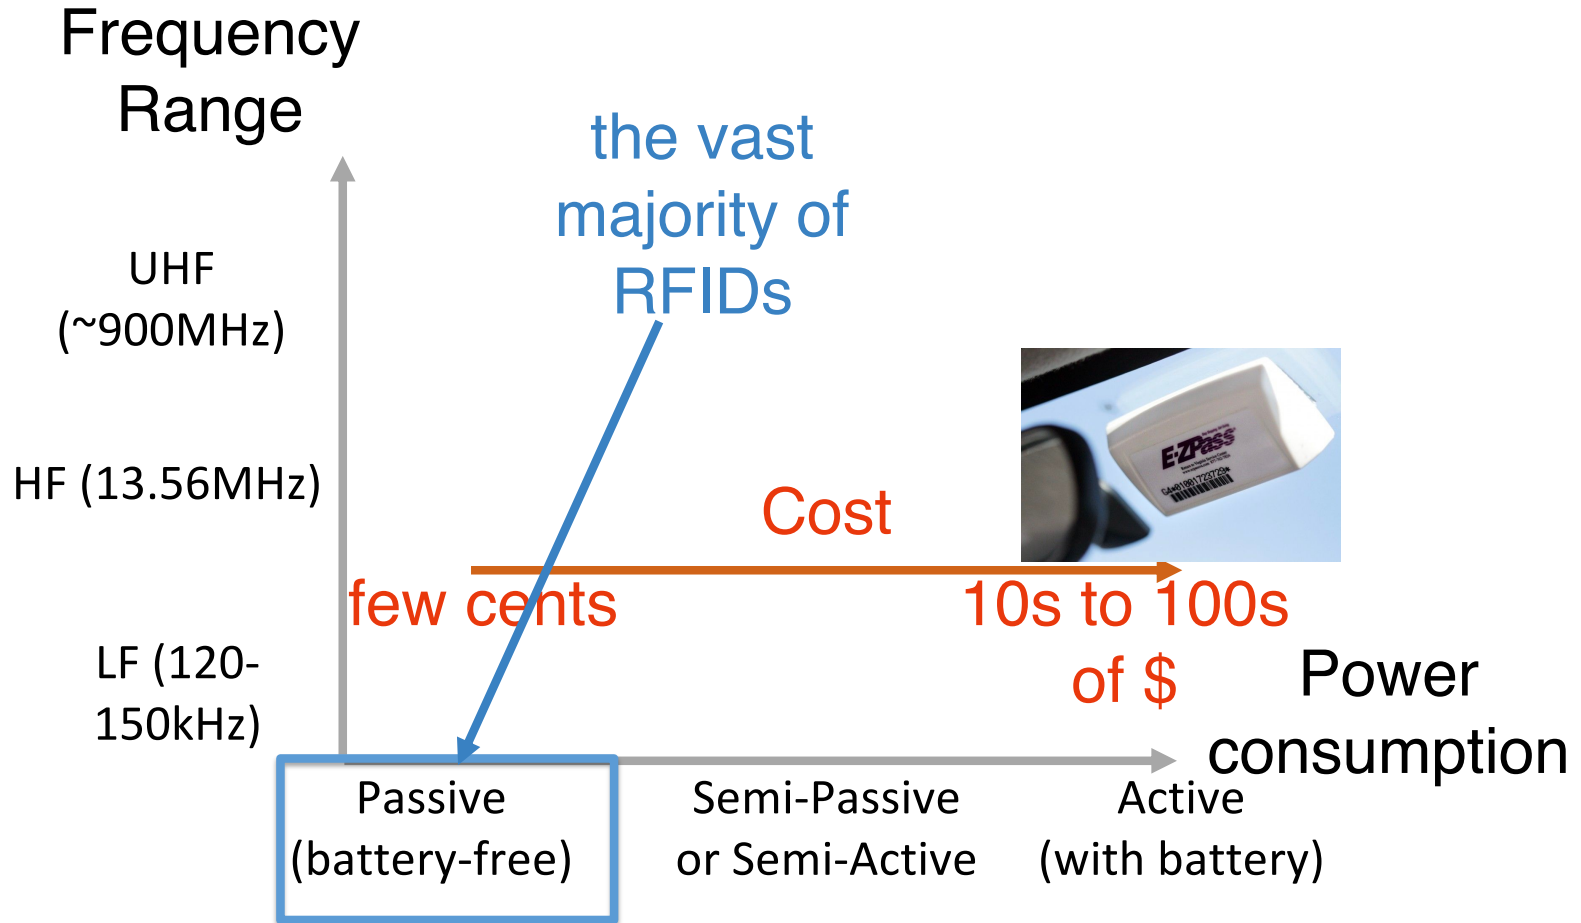 Frequency
Range
the vast
majority of
RFIDs
UHF
(~900MHz)
HF (13.56MHz)
E-ZPass
Cost
few cents
10s to 100s
of $
LF (120-
150kHz)
Power
consumption
Passive
(battery-free)
Semi-Passive
or Semi-Active
Active
(with battery)